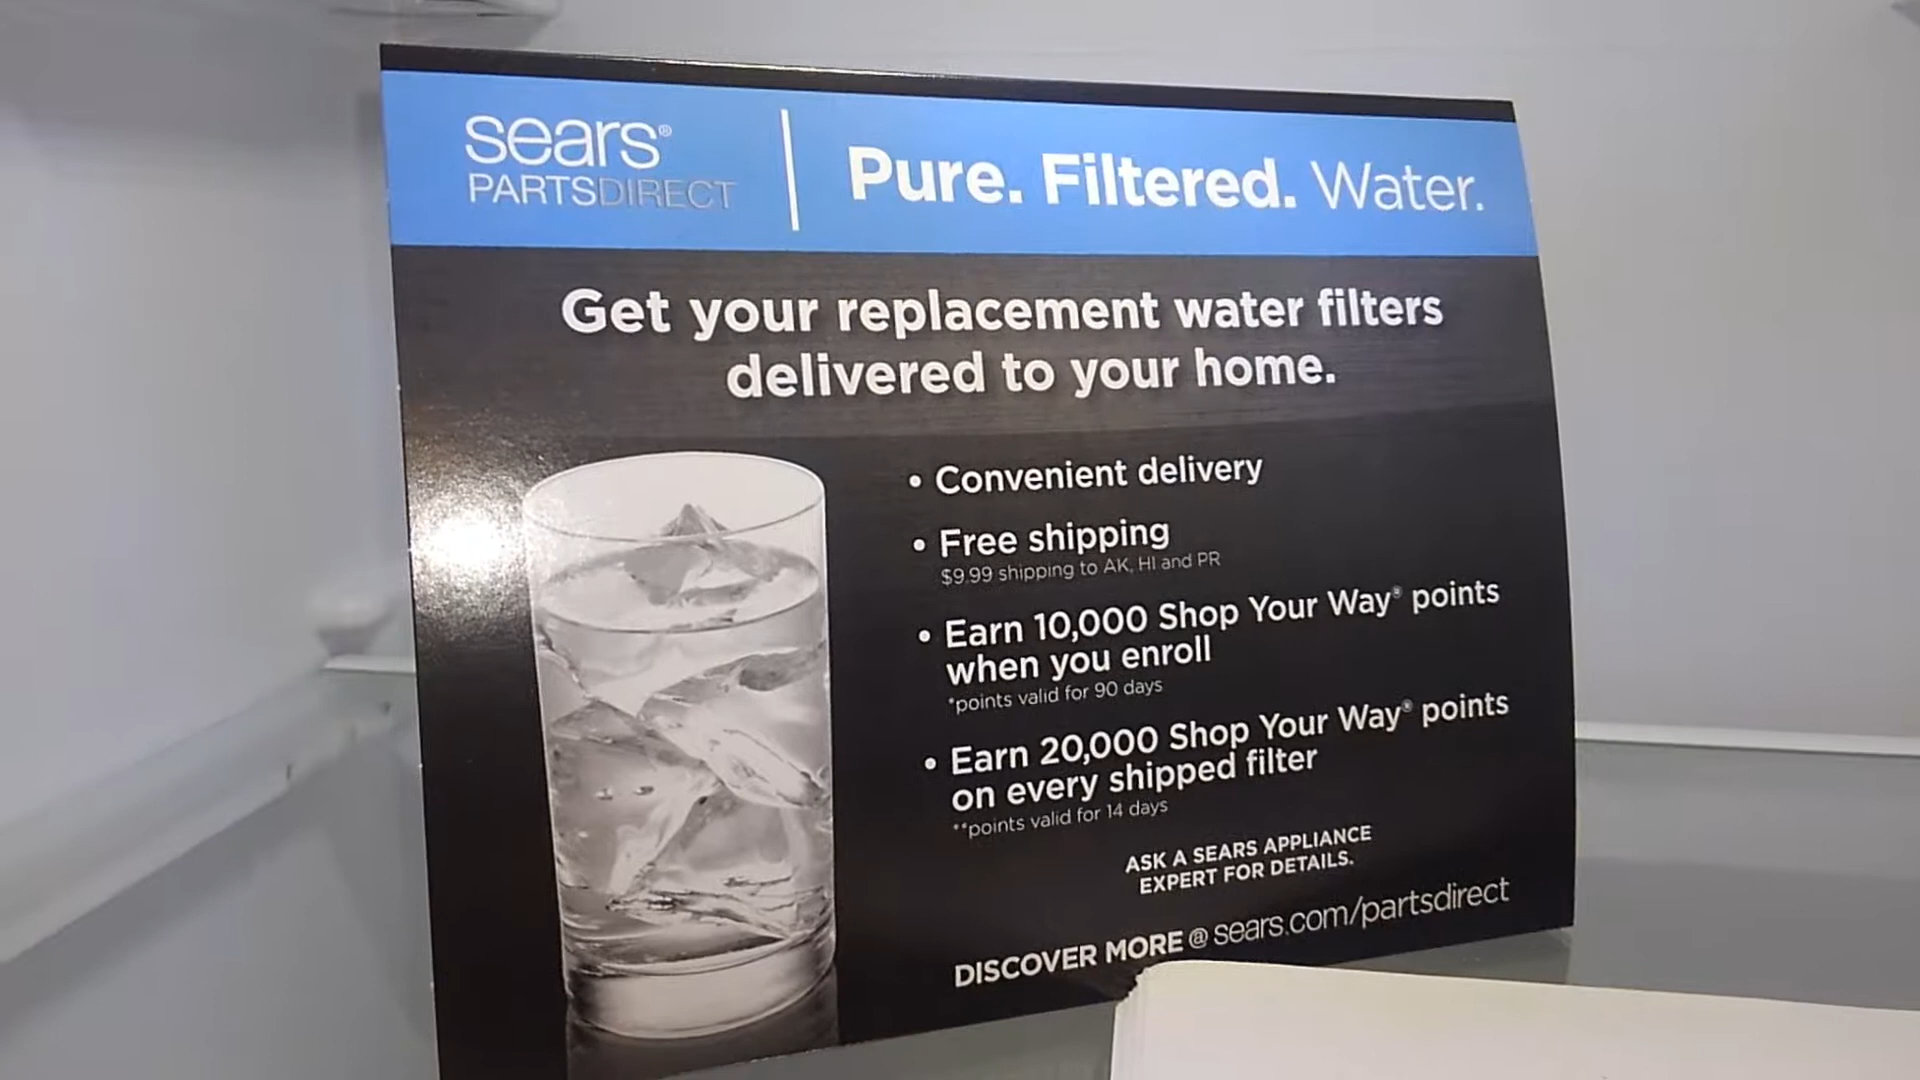 sears®
PARTSDIRECT
Pure. Filtered. Water.
Get your replacement water filters
delivered to your home.
• Convenient delivery
• Free shipping
$9.99 shipping to AK, HI and PR
• Earn 10,000 Shop Your Way® points
when you enroll
*points valid for 90 days
• Earn 20,000 Shop Your Way® points
on every shipped filter
**points valid for 14 days
ASK A SEARS APPLIANCE
EXPERT FOR DETAILS.
DISCOVER MORE @ sears.com/partsdirect